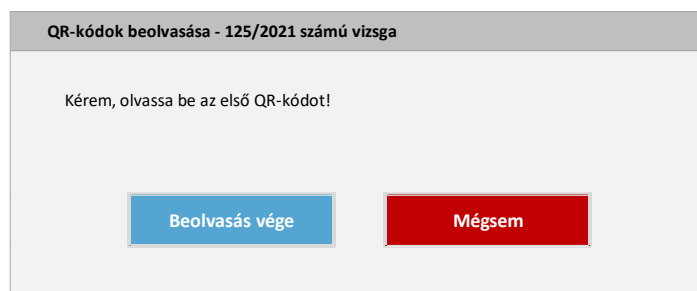 QR-kódok beolvasása - 125/2021 számú vizsga
Kérem, olvassa be az első QR-kódot!
Beolvasás vége
Mégsem